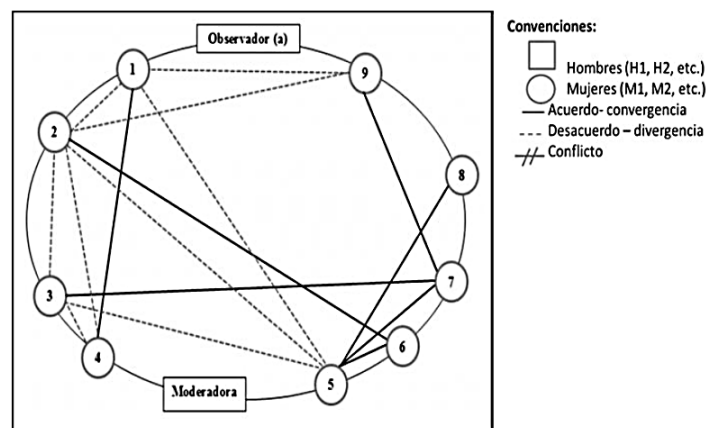 Observador (a)
1
9
2
8
7
3
6
4
5
Moderadora
Convenciones:
Hombres (H1, H2, etc.)
Mujeres (M1, M2, etc.)
Acuerdo- convergencia
Desacuerdo – divergencia
Conflicto